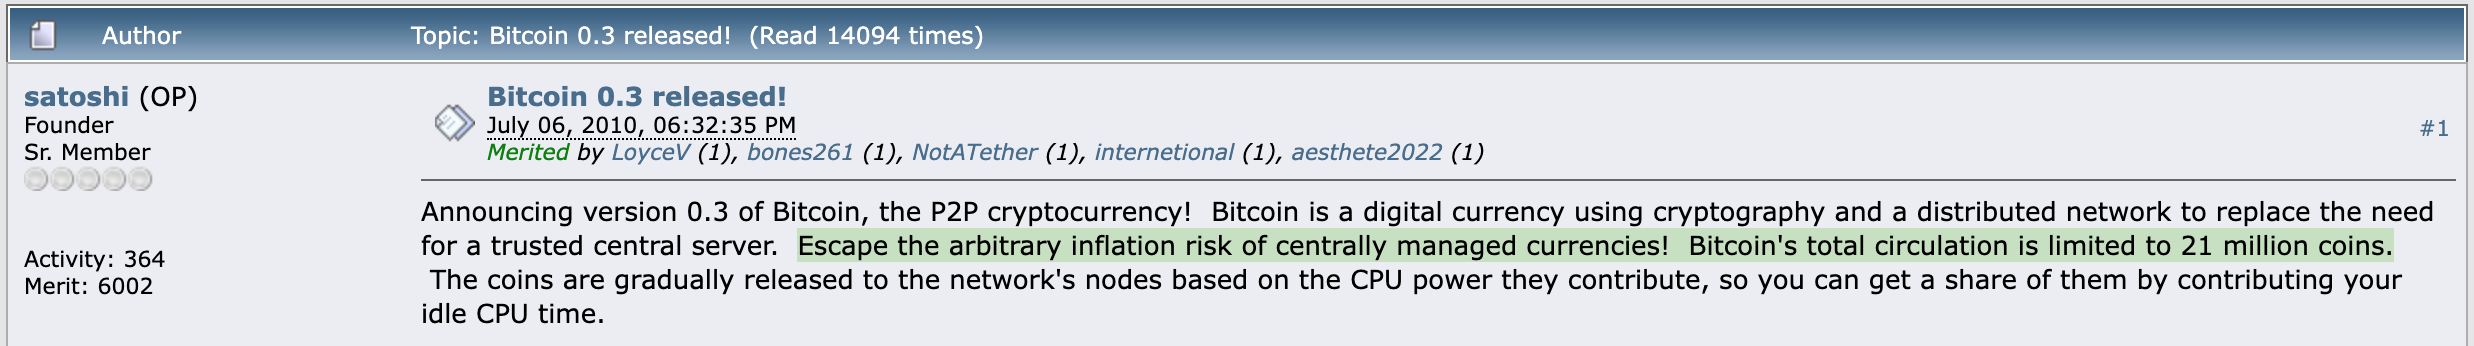 Author Topic: Bitcoin 0.3 released! (Read 14094 times)
satoshi (OP)
Founder
Sr. Member
Activity: 364
Merit: 6002
Bitcoin 0.3 released!
July 06, 2010, 06:32:35 PM
#1
Merited by LoyceV (1), bones261 (1), NotATether (1), internetional (1), aesthete2022 (1)
Announcing version 0.3 of Bitcoin, the P2P cryptocurrency! Bitcoin is a digital currency using cryptography and a distributed network to replace the need
for a trusted central server. Escape the arbitrary inflation risk of centrally managed currencies! Bitcoin's total circulation is limited to 21 million coins.
The coins are gradually released to the network's nodes based on the CPU power they contribute, so you can get a share of them by contributing your
idle CPU time.